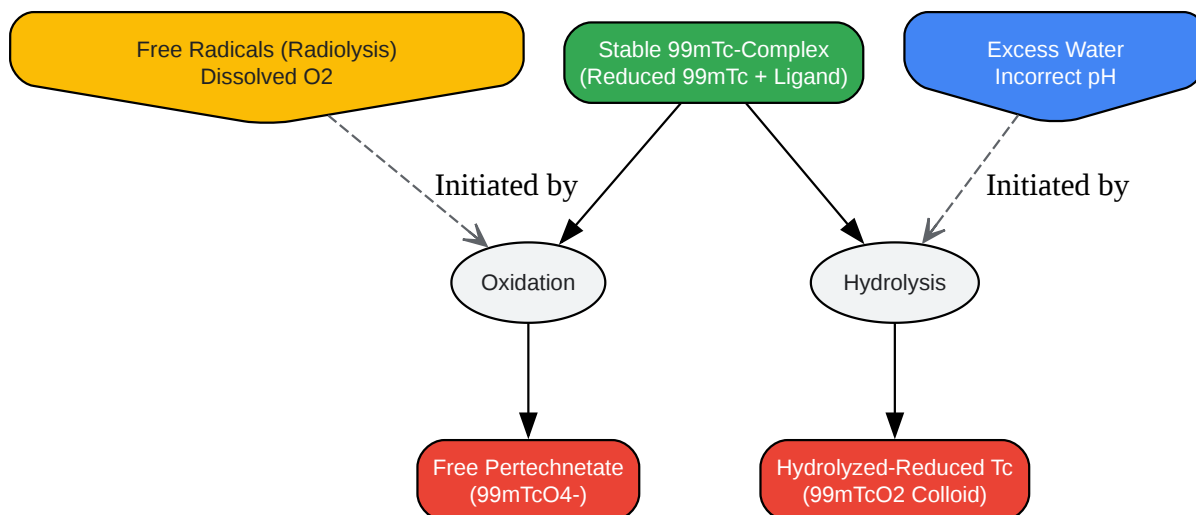 Free Radicals (Radiolysis)
Dissolved O2
Stable 99mTc-Complex
(Reduced 99mTc + Ligand)
Excess Water
Incorrect pH
Initiated by
Initiated by
Oxidation
Hydrolysis
Free Pertechnetate
(99mTcO4-)
Hydrolyzed-Reduced Tc
(99mTcO2 Colloid)